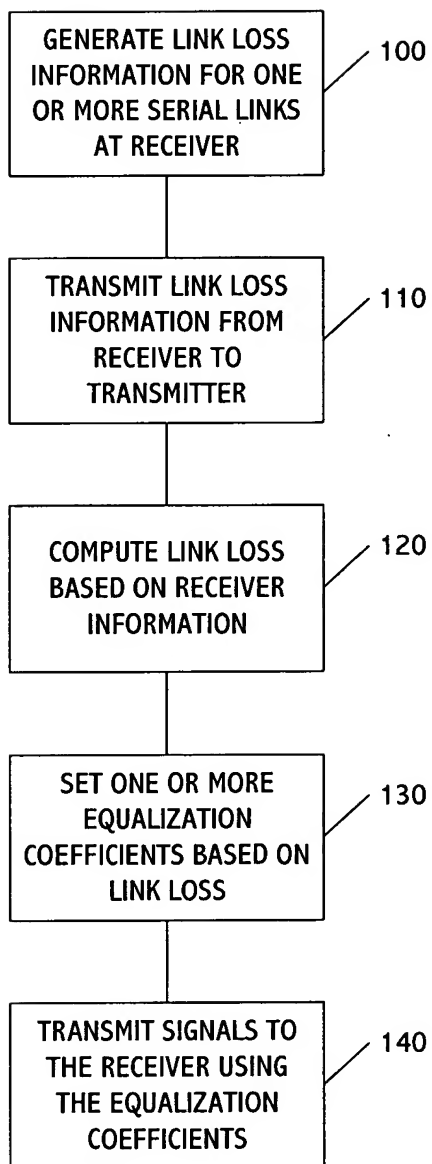 GENERATE LINK LOSS
INFORMATION FOR ONE
OR MORE SERIAL LINKS
AT RECEIVER
100
TRANSMIT LINK LOSS
INFORMATION FROM
RECEIVER TO
TRANSMITTER
110
COMPUTE LINK LOSS
BASED ON RECEIVER
INFORMATION
120
SET ONE OR MORE
EQUALIZATION
COEFFICIENTS BASED ON
LINK LOSS
130
TRANSMIT SIGNALS TO
THE RECEIVER USING
THE EQUALIZATION
COEFFICIENTS
140